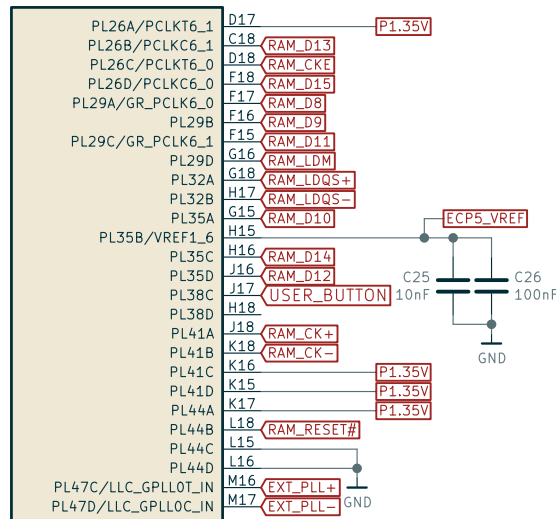 PL26A/PCLKT6_1 D17 P1.35V
PL26B/PCLKC6_1 C18 RAM_D13
PL26C/PCLKT6_0 D18 RAM_CKE
PL26D/PCLKC6_0 F18 RAM_D15
PL29A/GR_PCLK6_0 F17 RAM_D8
PL29B F16 RAM_D9
PL29C/GR_PCLK6_1 F15 RAM_D11
PL29D G16 RAM_LDM
PL32A G18 RAM_LDQS+
PL32B H17 RAM_LDQS-
PL35A G15 RAM_D10
ECP5_VREF
PL35B/VREF1_6 H15
PL35C H16 RAM_D14
PL35D J16 RAM_D12
PL38C J17 USER_BUTTON
C25 10nF
C26 100nF
PL38D H18
PL41A J18 RAM_CK+
PL41B K18 RAM_CK-
GND
PL41C K16 P1.35V
PL41D K15 P1.35V
PL44A K17 P1.35V
PL44B L18 RAM_RESET#
PL44C L15
PL44D L16
PL47C/LLC_GPLL0T_IN M16 EXT_PLL+
GND
PL47D/LLC_GPLL0C_IN M17 EXT_PLL-